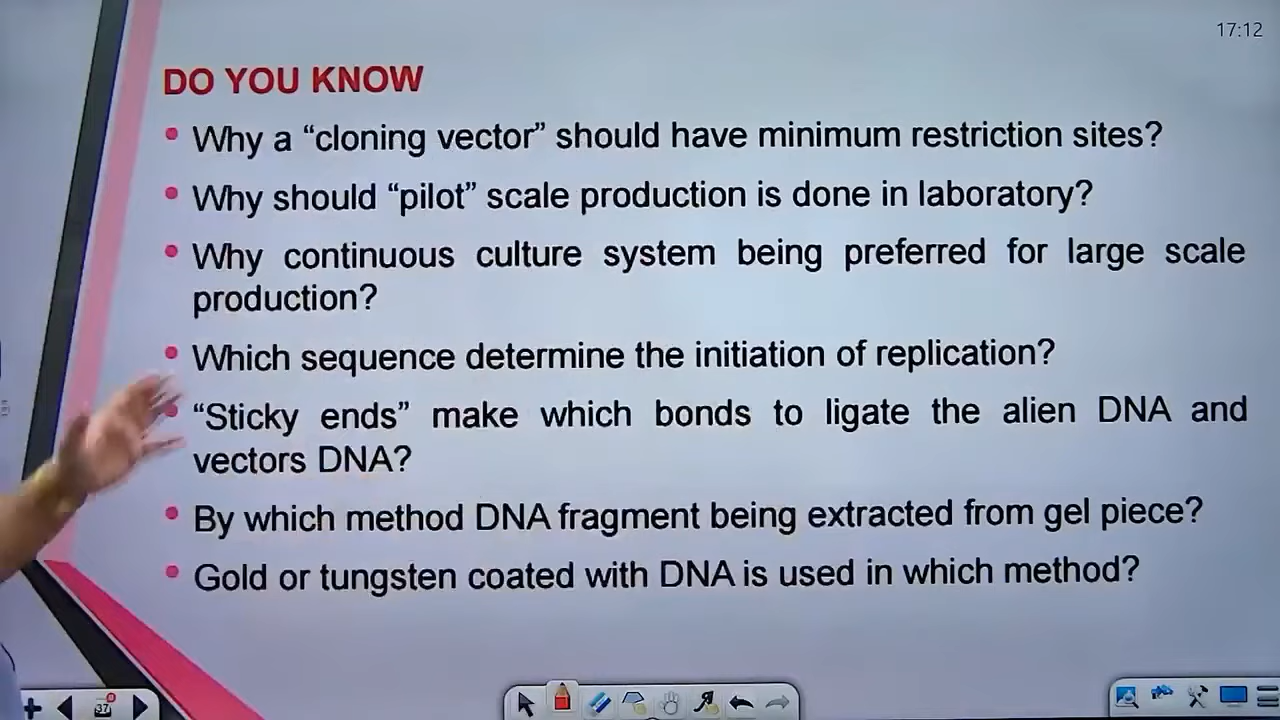 17:12
DO YOU KNOW
Why a “cloning vector” should have minimum restriction sites?
Why should “pilot” scale production is done in laboratory?
Why continuous culture system being preferred for large scale
production?
Which sequence determine the initiation of replication?
“Sticky ends” make which bonds to ligate the alien DNA and
vectors DNA?
By which method DNA fragment being extracted from gel piece?
Gold or tungsten coated with DNA is used in which method?
37